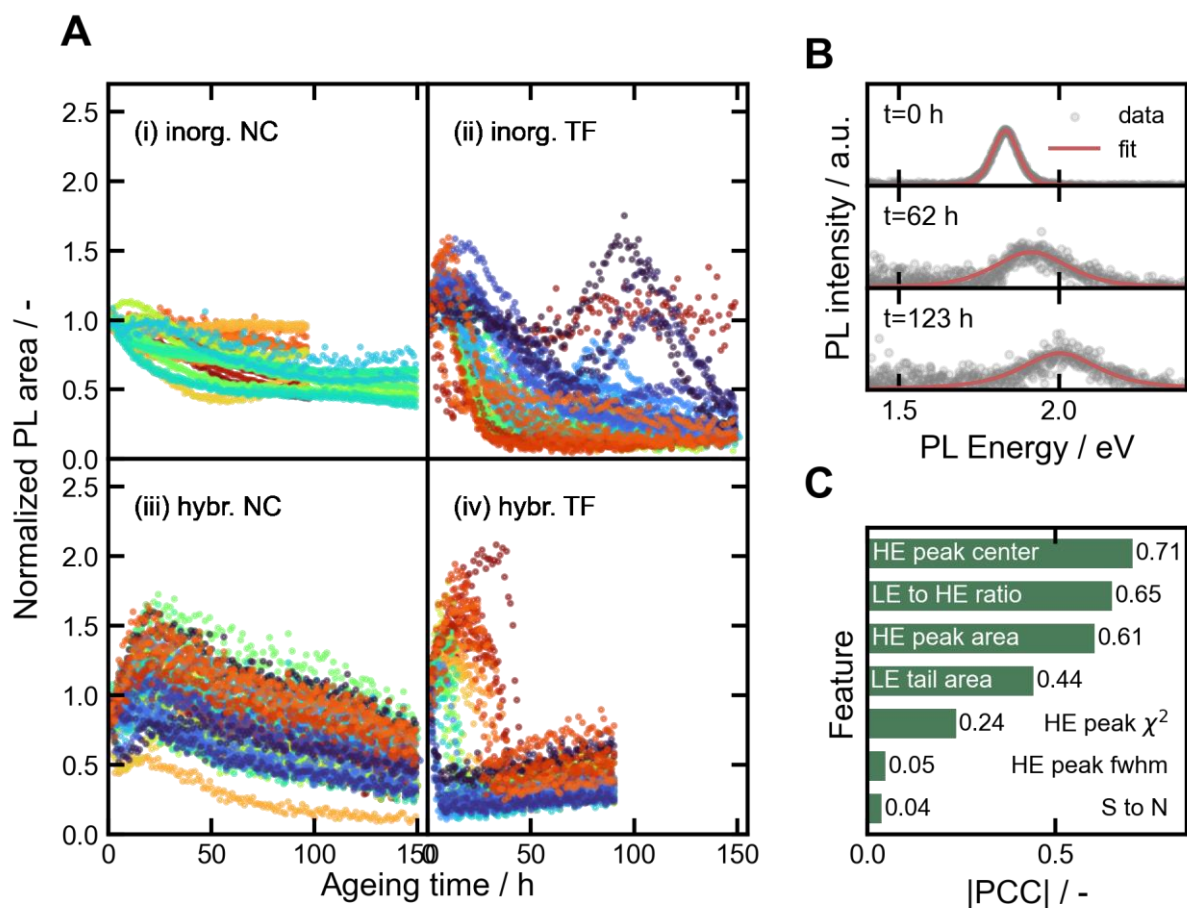 A
Normalized PL area / -
2.5
2.0
1.5
1.0
0.5
0.0
(i) inorg. NC
(ii) inorg. TF
2.5
2.0
1.5
1.0
0.5
0.0
(iii) hybr. NC
(iv) hybr. TF
0
50
100
150
0
50
100
150
Ageing time / h
B
PL intensity / a.u.
t=0 h
data
fit
t=62 h
t=123 h
1.5
2.0
PL Energy / eV
C
Feature
HE peak center
0.71
LE to HE ratio
0.65
HE peak area
0.61
LE tail area
0.44
0.24
HE peak χ²
0.05
HE peak fwhm
0.04
S to N
0.0
0.5
|PCC| / -